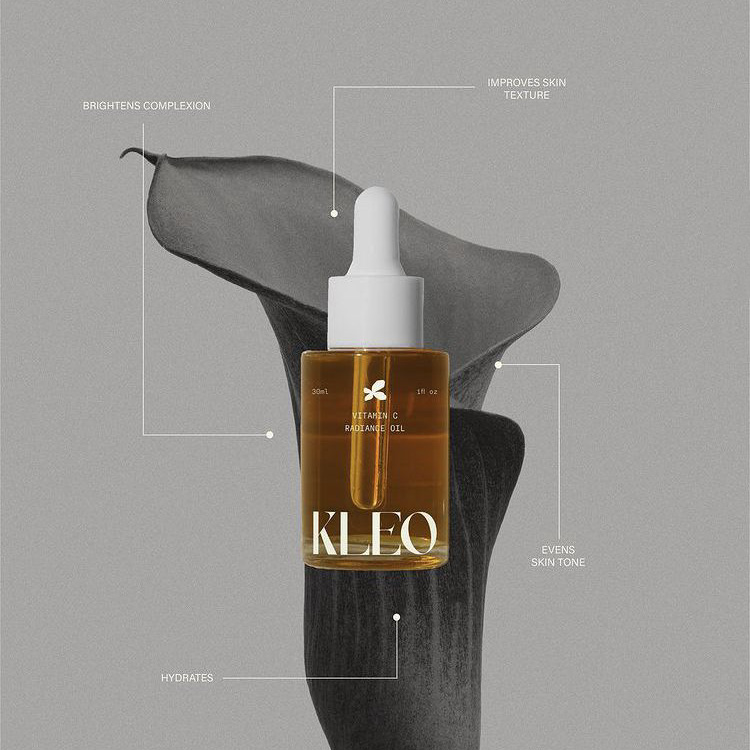 BRIGHTENS COMPLEXION
IMPROVES SKIN
TEXTURE
30ml
1fl oz
VITAMIN C
RADIANCE OIL
KLEO
EVENS
SKIN TONE
HYDRATES